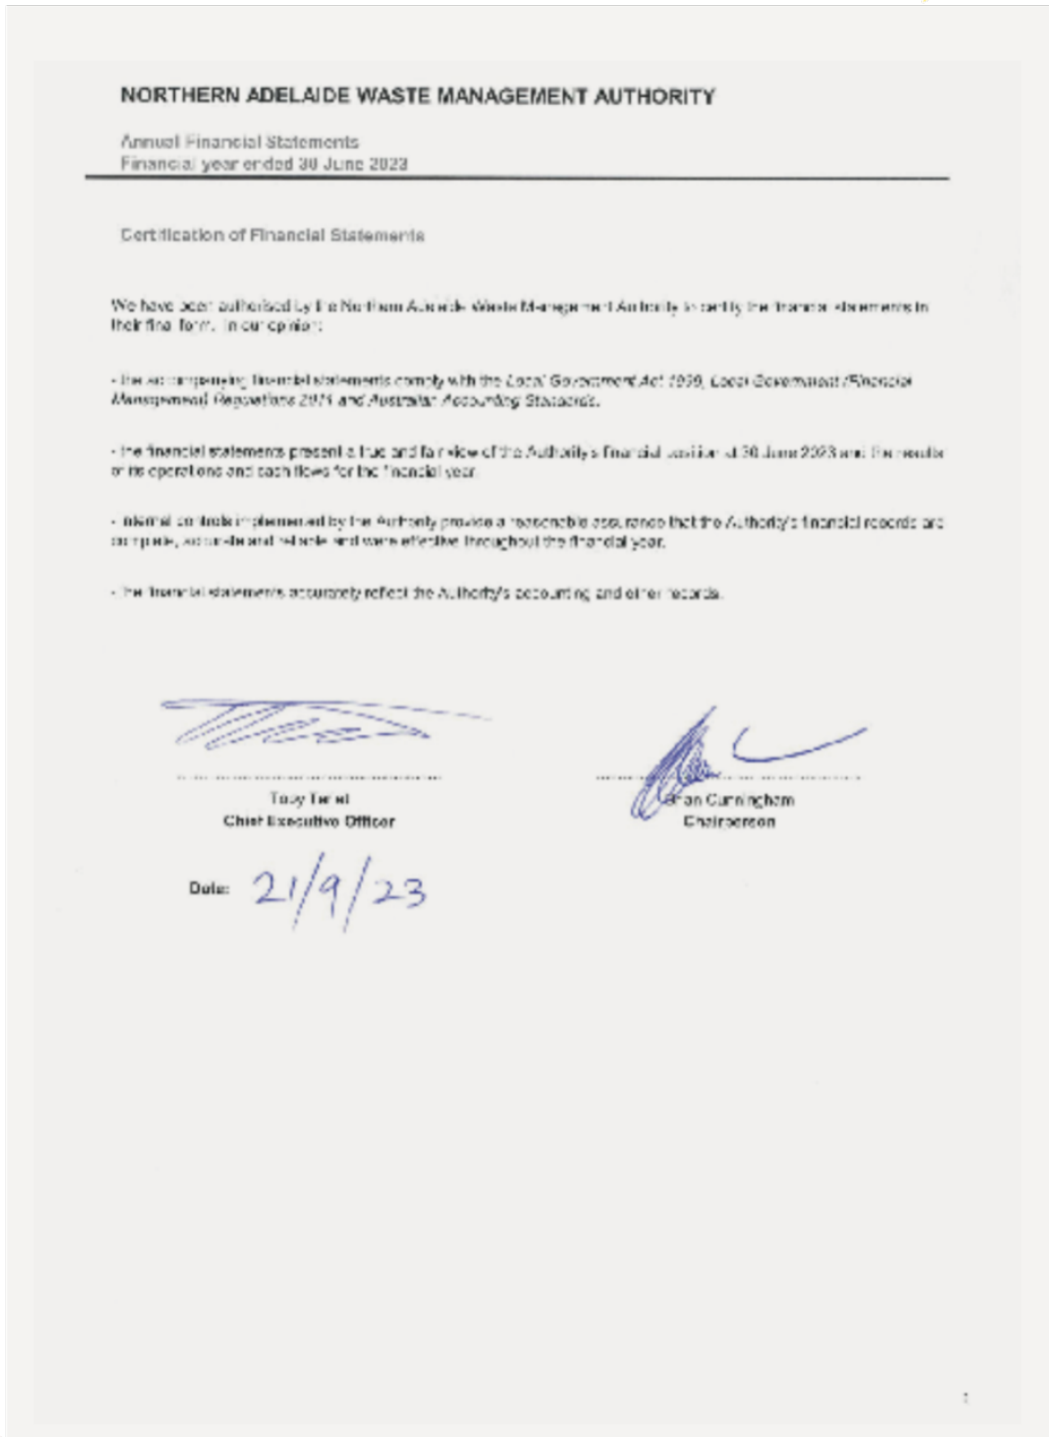 NORTHERN ADELAIDE WASTE MANAGEMENT AUTHORITY
Annual Financial Statements
Financial year ended 30 June 2023
Certification of Financial Statements
We have been authorised by the Northern Adelaide Waste Management Authority to certify the financial statements in
their final form. In our opinion:
- the accompanying financial statements comply with the Local Government Act 1999, Local Government (Financial
Management) Regulations 2011 and Australian Accounting Standards.
- the financial statements present a true and fair view of the Authority's financial position at 30 June 2023 and the results
of its operations and cash flows for the financial year.
- internal controls implemented by the Authority provide a reasonable assurance that the Authority's financial records are
complete, accurate and reliable and were effective throughout the financial year.
- the financial statements accurately reflect the Authority's accounting and other records.
Toby Cunningham
Chief Executive Officer Chairperson
Date: 21/9/23